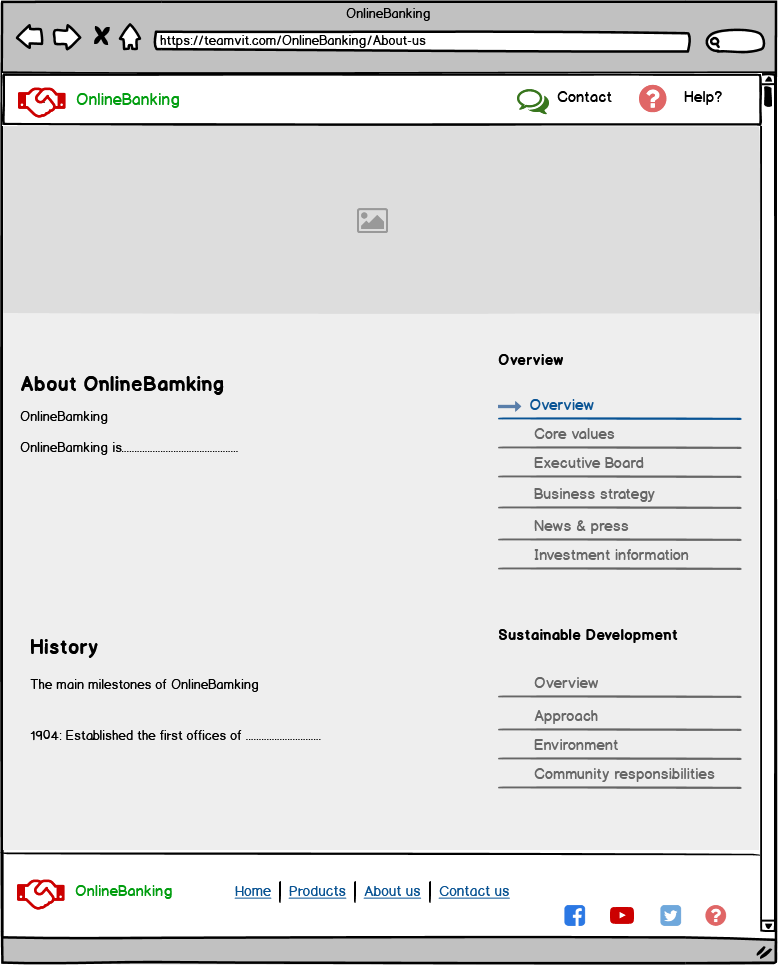 OnlineBanking
https://teamvit.com/OnlineBanking/About-us
OnlineBanking
Contact
Help?
About OnlineBamking
OnlineBamking
OnlineBamking is..........................................
Overview
Overview
Core values
Executive Board
Business strategy
News & press
Investment information
History
The main milestones of OnlineBamking
1904: Established the first offices of ...........................
Sustainable Development
Overview
Approach
Environment
Community responsibilities
OnlineBanking
Home | Products | About us | Contact us